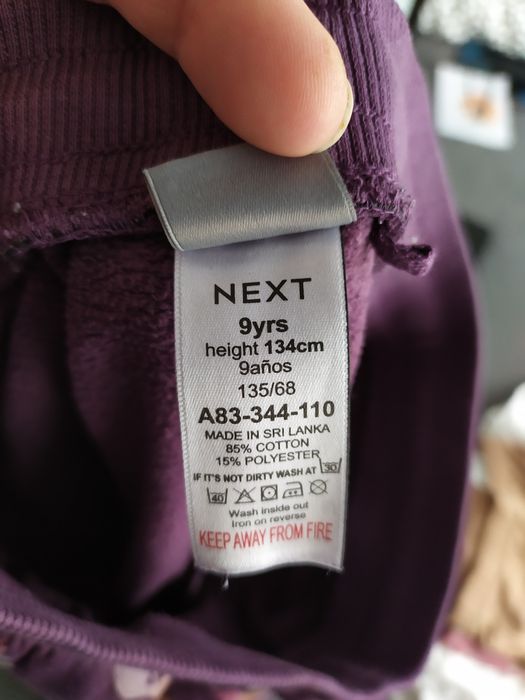 NEXT
9yrs
height 134cm
9años
135/68
A83-344-110
MADE IN SRI LANKA
85% COTTON
15% POLYESTER
IF IT'S NOT DIRTY WASH AT 30
40
Wash inside out
Iron on reverse
KEEP AWAY FROM FIRE